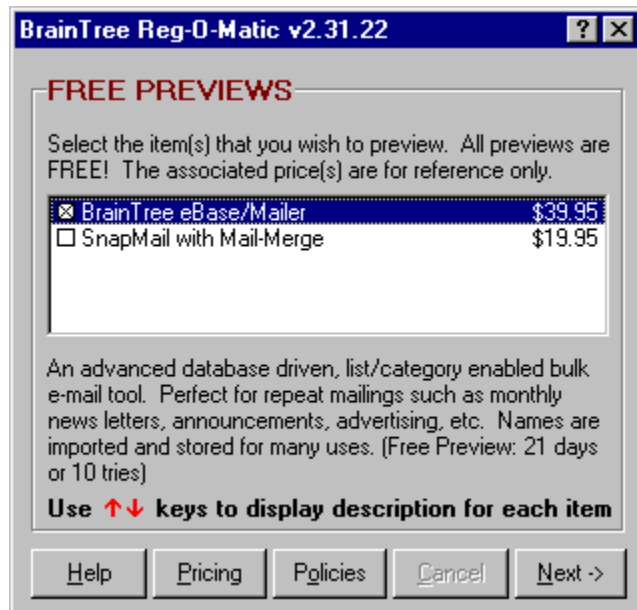 BrainTree Reg-O-Matic v2.31.22
FREE PREVIEWS
Select the item(s) that you wish to preview. All previews are
FREE! The associated price(s) are for reference only.
BrainTree eBase/Mailer $39.95
SnapMail with Mail-Merge $19.95
An advanced database driven, list/category enabled bulk
e-mail tool. Perfect for repeat mailings such as monthly
news letters, announcements, advertising, etc. Names are
imported and stored for many uses. (Free Preview: 21 days
or 10 tries)
Use ↑↓ keys to display description for each item
Help Pricing Policies Cancel Next ->